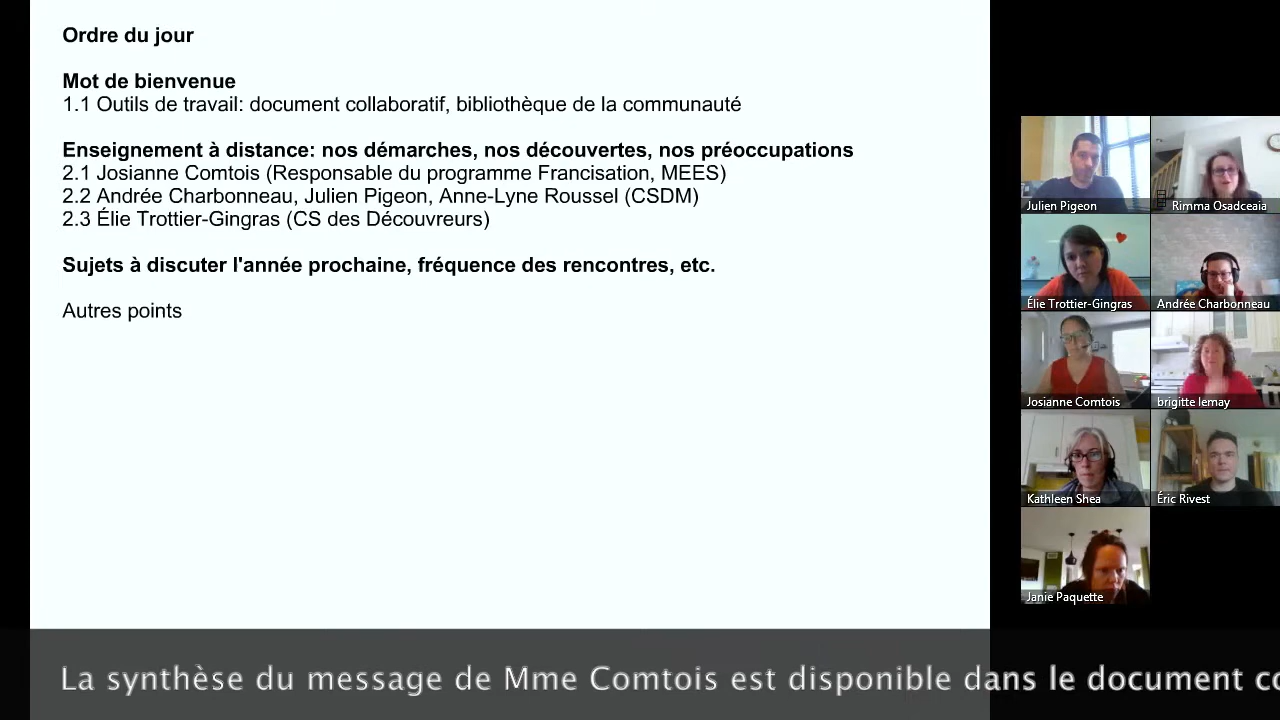 Ordre du jour
Mot de bienvenue
1.1 Outils de travail: document collaboratif, bibliothèque de la communauté
Enseignement à distance: nos démarches, nos découvertes, nos préoccupations
2.1 Josianne Comtois (Responsable du programme Francisation, MEES)
2.2 Andrée Charbonneau, Julien Pigeon, Anne-Lyne Roussel (CSDM)
2.3 Élie Trottier-Gingras (CS des Découvreurs)
Sujets à discuter l'année prochaine, fréquence des rencontres, etc.
Autres points
Julien Pigeon
Rimma Osadceaia
Élie Trottier-Gingras
Andrée Charbonneau
Josianne Comtois
brigitte lemay
Kathleen Shea
Éric Rivest
Janie Paquette
La synthèse du message de Mme Comtois est disponible dans le document